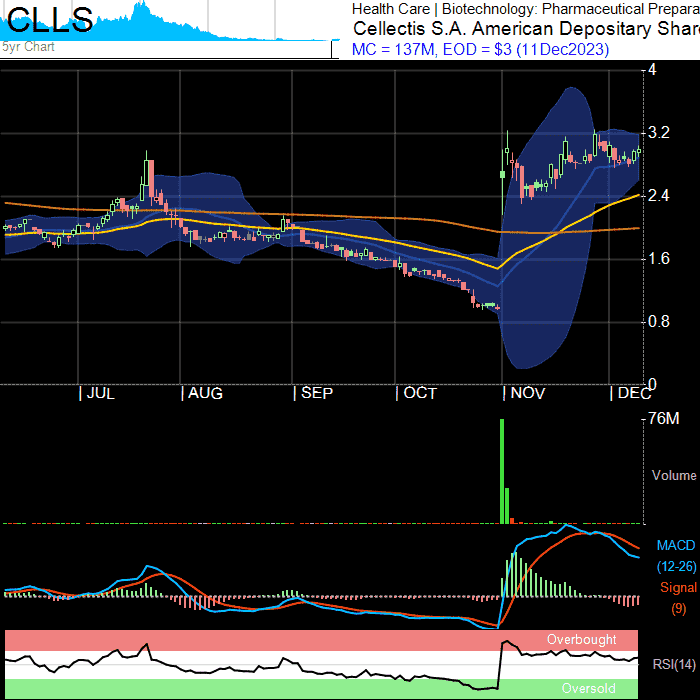 CLLS
5yr Chart
Health Care | Biotechnology: Pharmaceutical Prepara
Cellectis S.A. American Depositary Shar
MC = 137M, EOD = $3 (11Dec2023)
4
3.2
2.4
1.6
0.8
0
JUL AUG SEP OCT NOV DEC
76M
Volume
MACD
(12-26)
Signal
(9)
Overbought
RSI(14)
Oversold